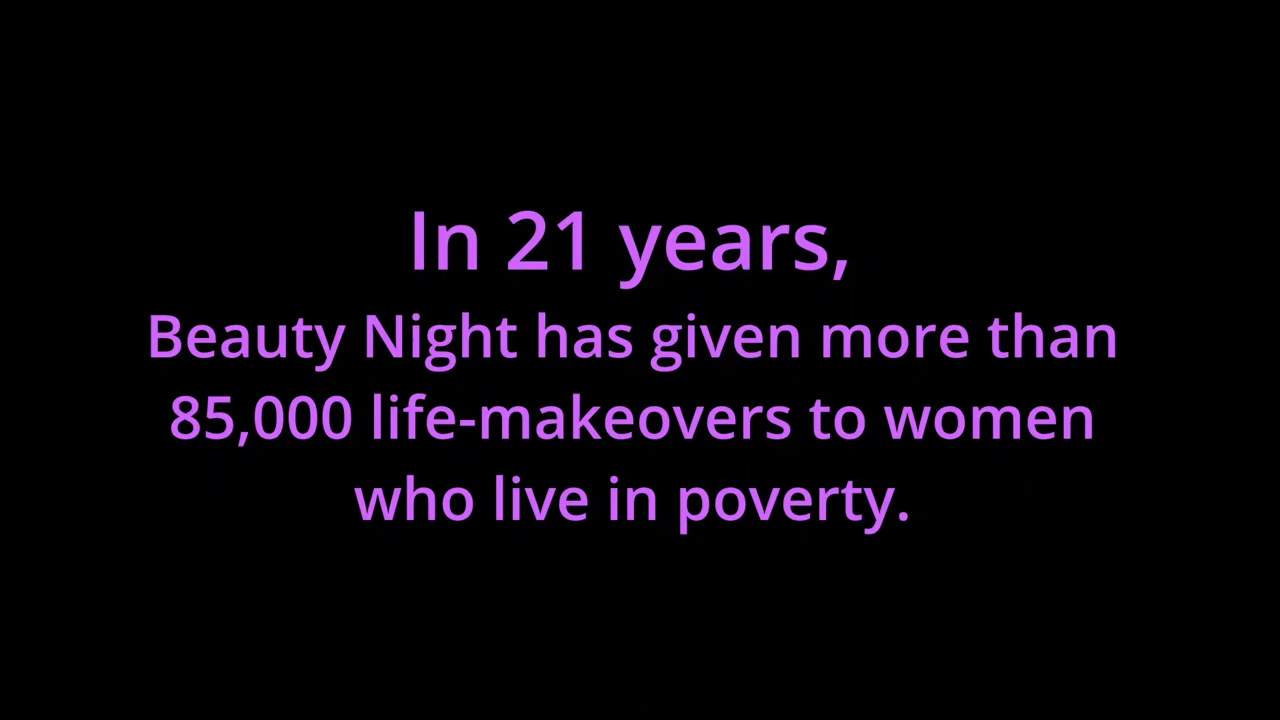 In 21 years,
Beauty Night has given more than
85,000 life-makeovers to women
who live in poverty.